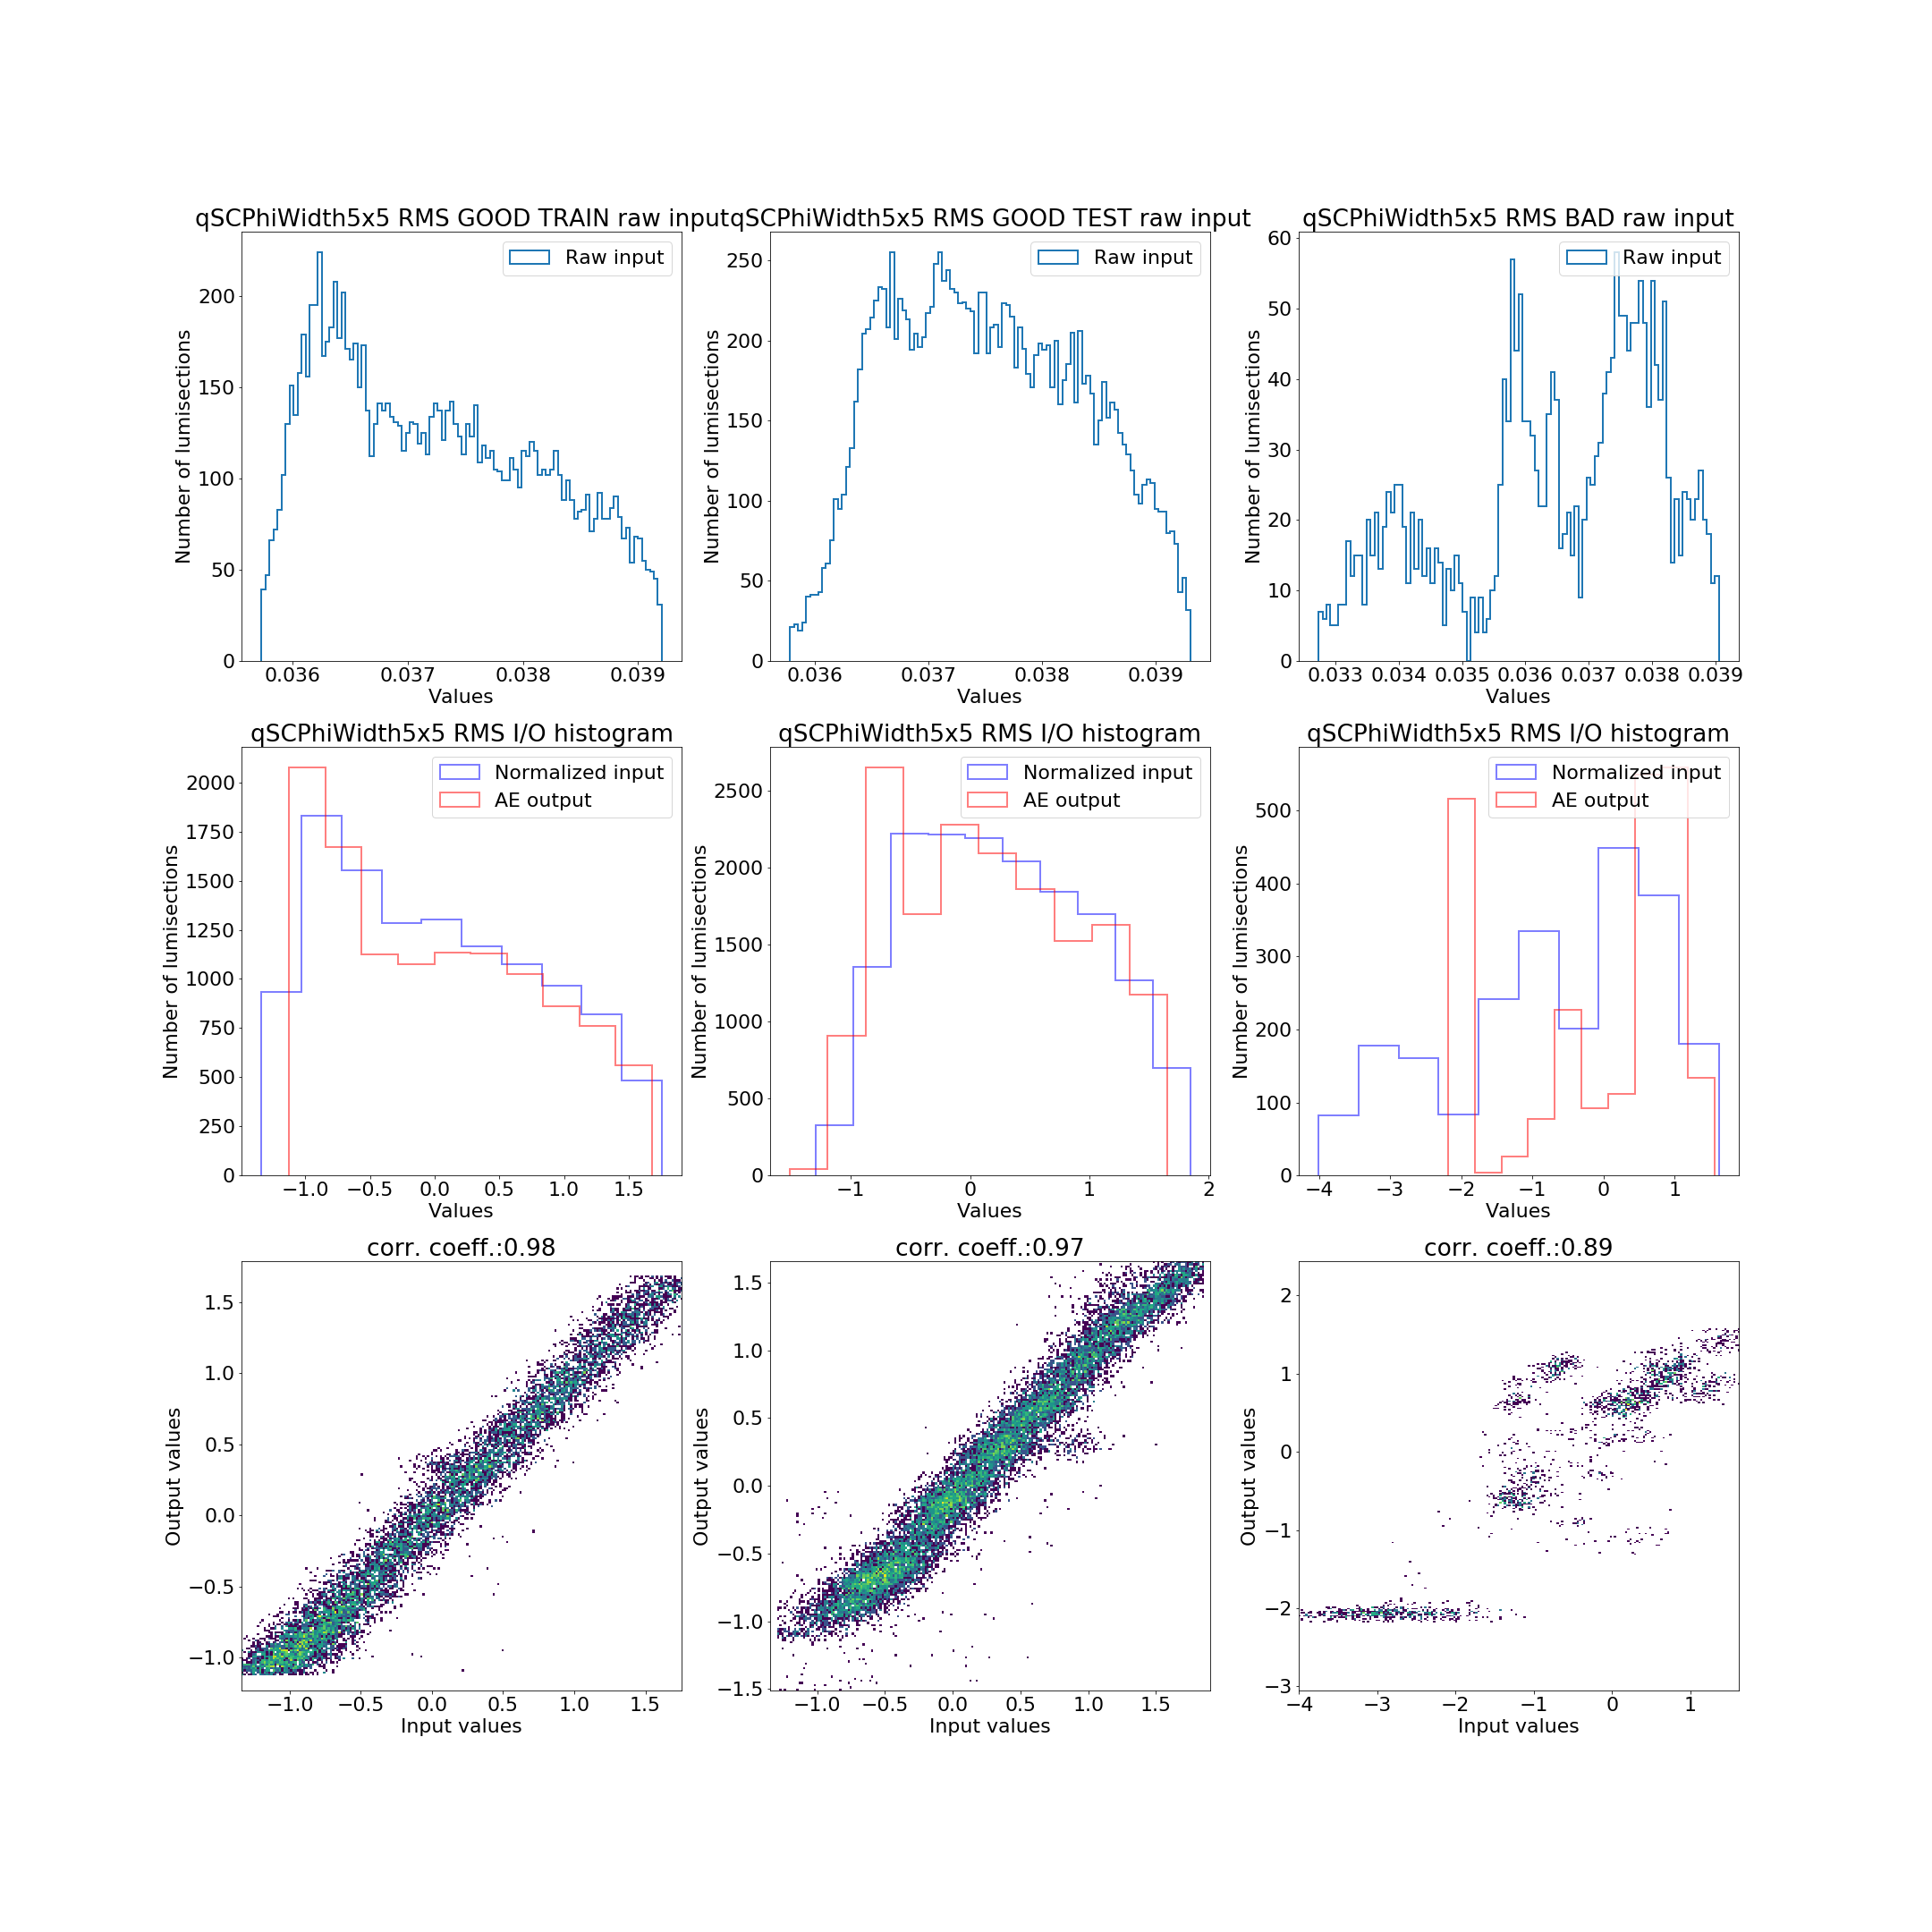 qSCPhiWidth5x5 RMS GOOD TRAIN raw input
Raw input
Number of lumisections
200
150
100
50
0
0.036 0.037 0.038 0.039
Values
qSCPhiWidth5x5 RMS GOOD TEST raw input
Raw input
Number of lumisections
250
200
150
100
50
0
0.036 0.037 0.038 0.039
Values
qSCPhiWidth5x5 RMS BAD raw input
Raw input
Number of lumisections
60
50
40
30
20
10
0
0.033 0.034 0.035 0.036 0.037 0.038 0.039
Values
qSCPhiWidth5x5 RMS I/O histogram
Normalized input
AE output
Number of lumisections
2000
1750
1500
1250
1000
750
500
250
0
−1.0 −0.5 0.0 0.5 1.0 1.5
Values
qSCPhiWidth5x5 RMS I/O histogram
Normalized input
AE output
Number of lumisections
2500
2000
1500
1000
500
0
−1 0 1 2
Values
qSCPhiWidth5x5 RMS I/O histogram
Normalized input
AE output
Number of lumisections
500
400
300
200
100
0
−4 −3 −2 −1 0 1
Values
corr. coeff.:0.98
Output values
1.5
1.0
0.5
0.0
−0.5
−1.0
−1.0 −0.5 0.0 0.5 1.0 1.5
Input values
corr. coeff.:0.97
Output values
1.5
1.0
0.5
0.0
−0.5
−1.0
−1.5
−1.0 −0.5 0.0 0.5 1.0 1.5
Input values
corr. coeff.:0.89
Output values
2
1
0
−1
−2
−3
−4 −3 −2 −1 0 1
Input values